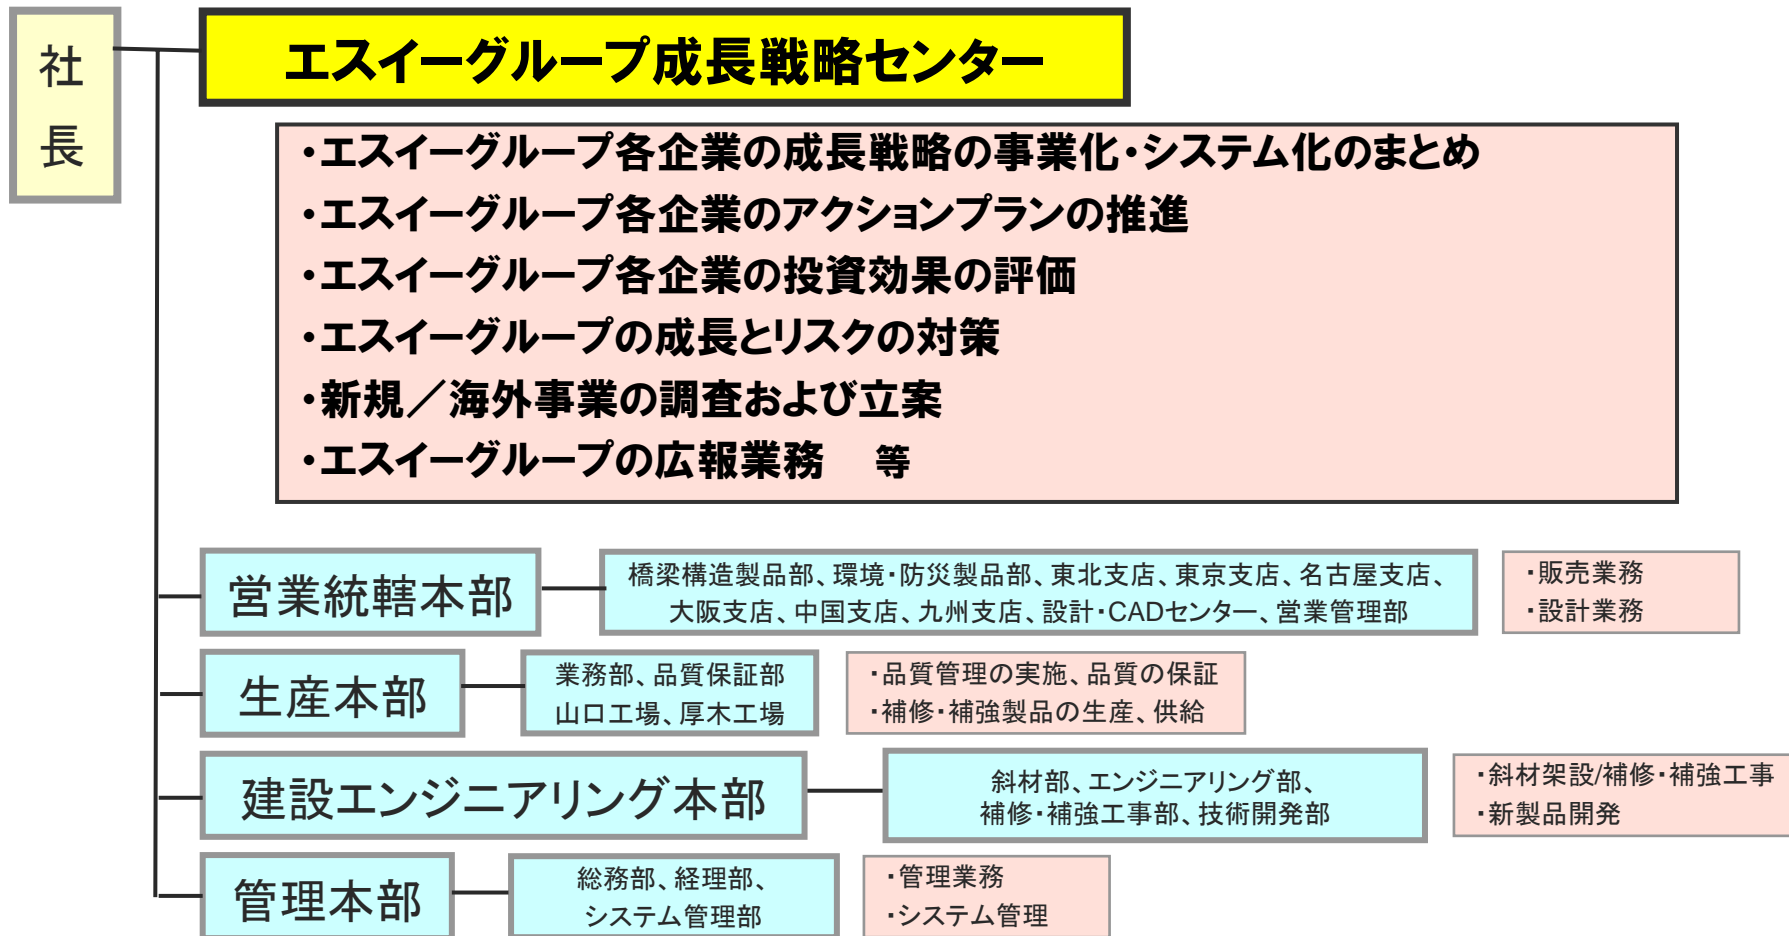 社
長
エスイーグループ成長戦略センター
・エスイーグループ各企業の成長戦略の事業化・システム化のまとめ
・エスイーグループ各企業のアクションプランの推進
・エスイーグループ各企業の投資効果の評価
・エスイーグループの成長とリスクの対策
・新規／海外事業の調査および立案
・エスイーグループの広報業務　等
営業統轄本部
橋梁構造製品部、環境・防災製品部、東北支店、東京支店、名古屋支店、
大阪支店、中国支店、九州支店、設計・CADセンター、営業管理部
・販売業務
・設計業務
生産本部
業務部、品質保証部
山口工場、厚木工場
・品質管理の実施、品質の保証
・補修・補強製品の生産、供給
建設エンジニアリング本部
斜材部、エンジニアリング部、
補修・補強工事部、技術開発部
・斜材架設/補修・補強工事
・新製品開発
管理本部
総務部、経理部、
システム管理部
・管理業務
・システム管理